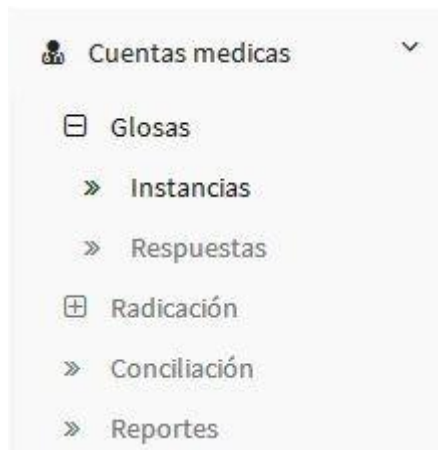 Cuentas medicas
Glosas
Instancias
Respuestas
Radicación
Conciliación
Reportes